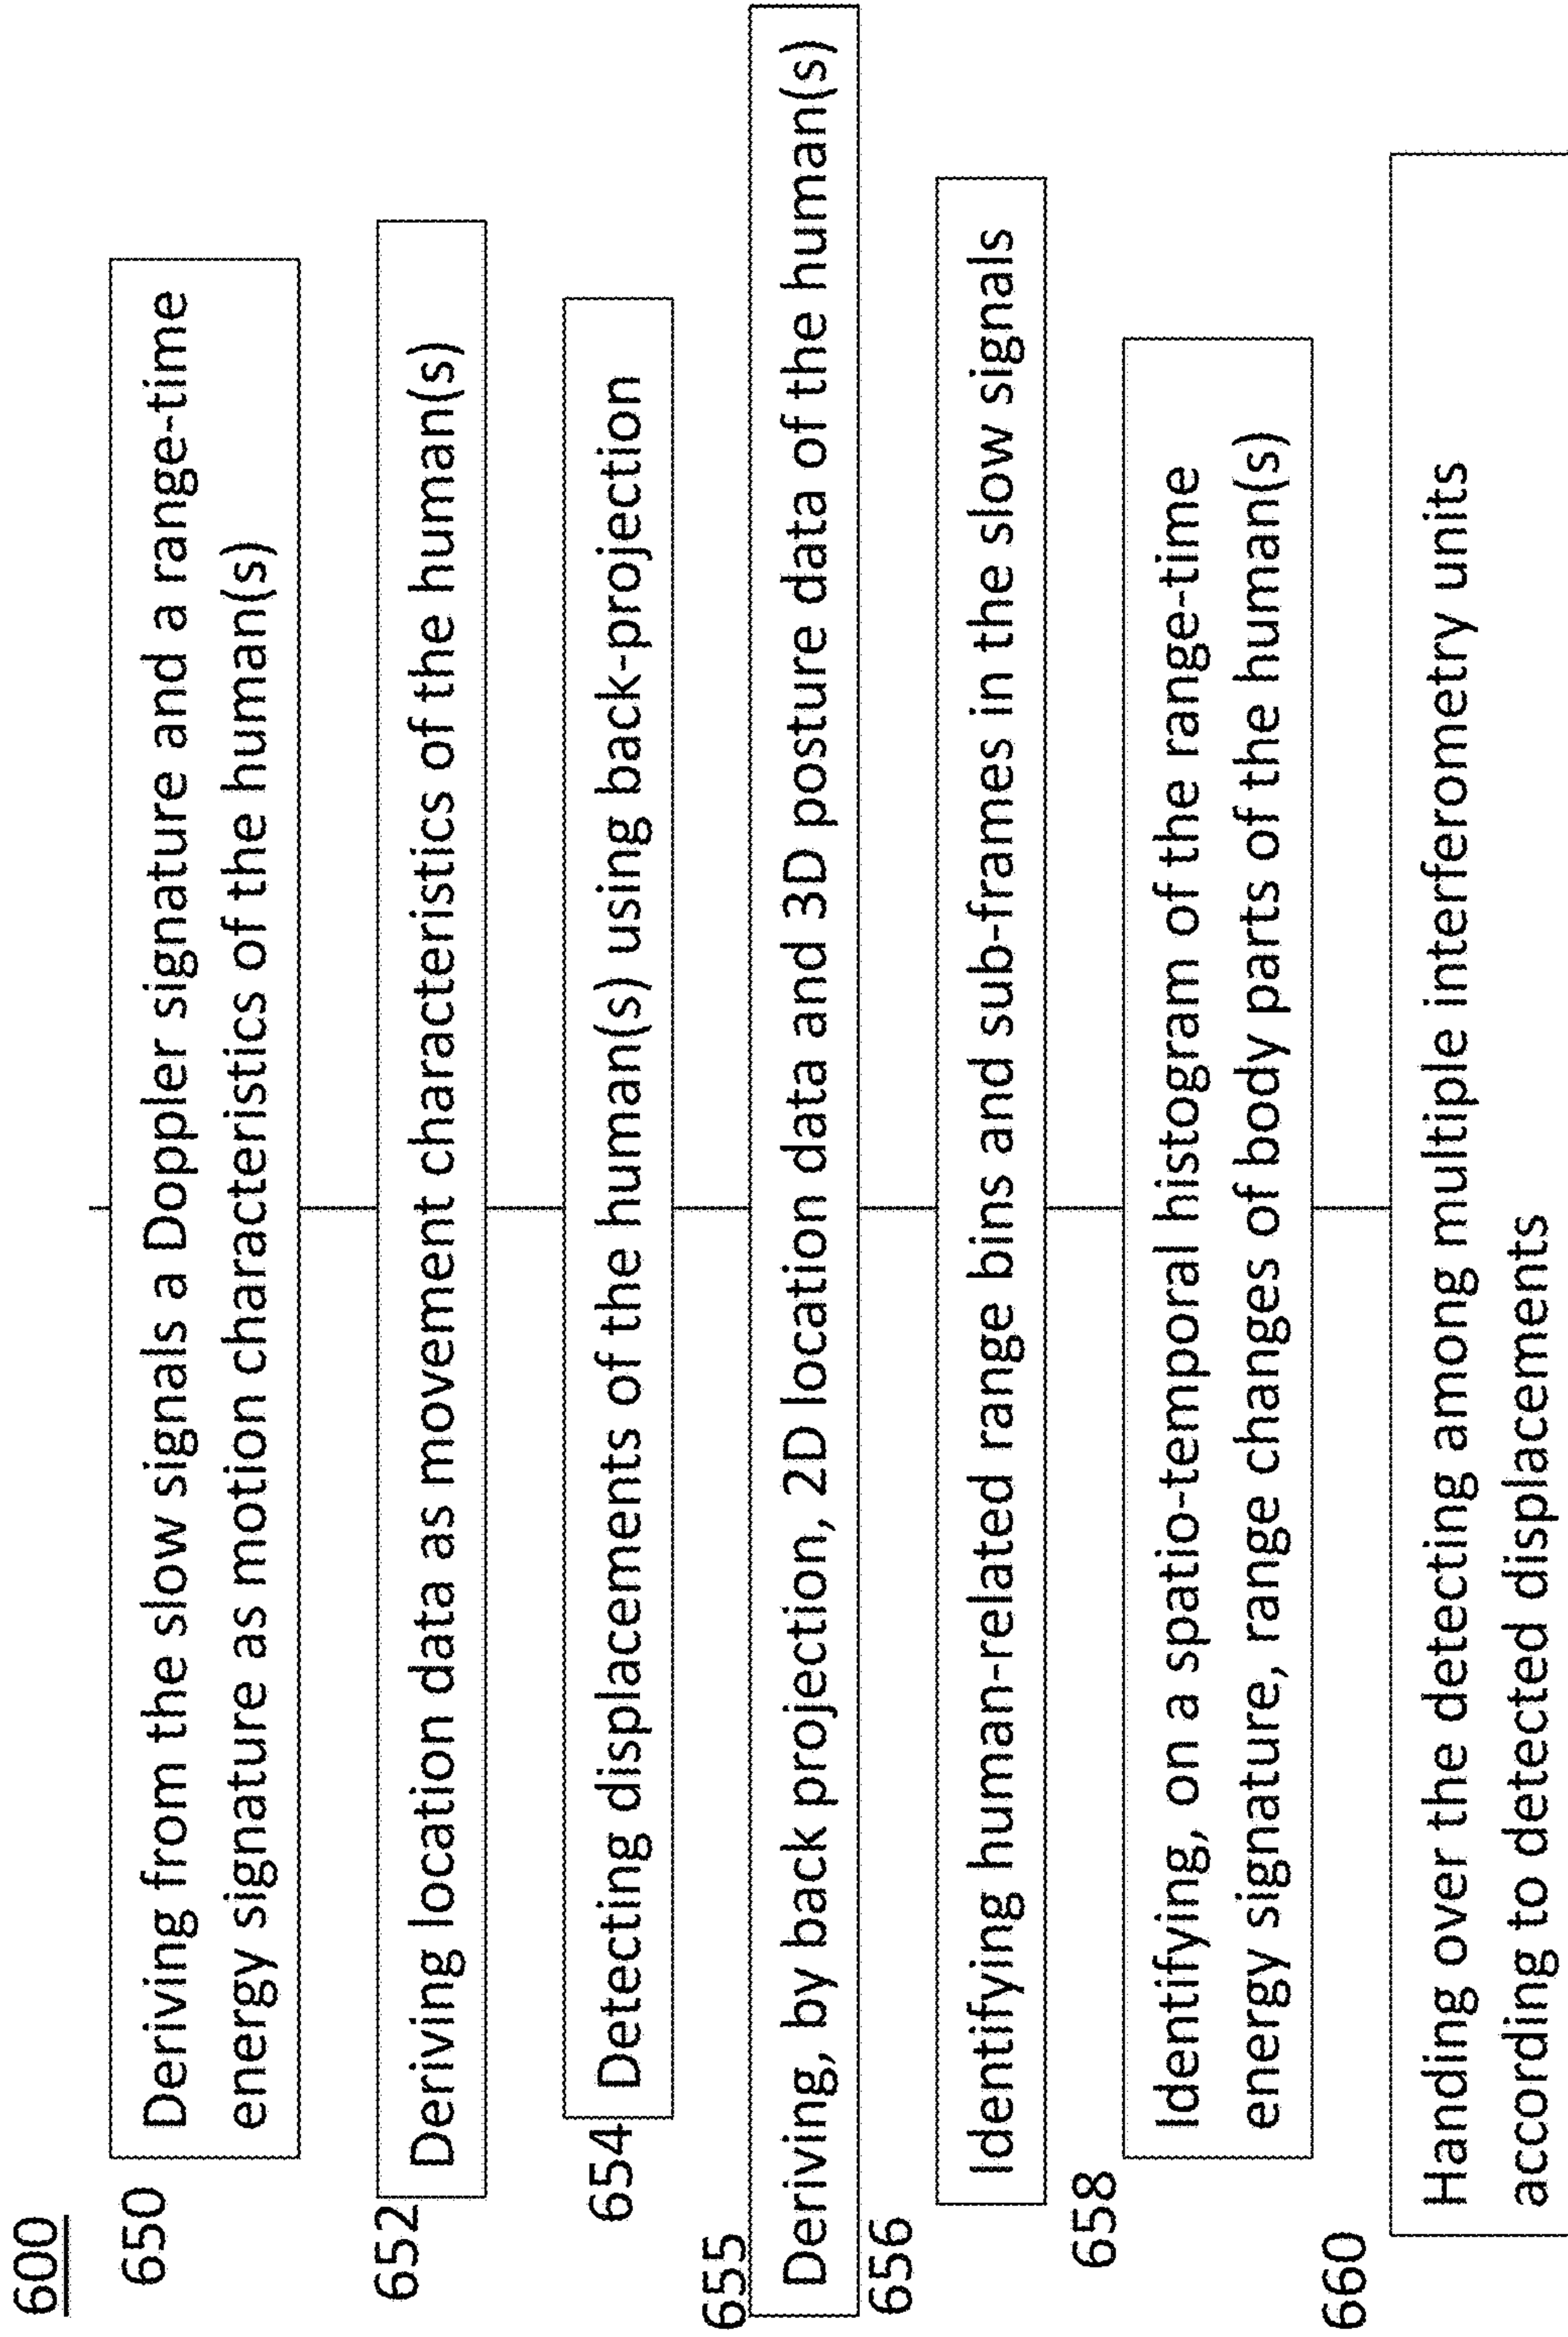 600
650
Deriving from the slow signals a Doppler signature and a range-time
energy signature as motion characteristics of the human(s)
652
Deriving location data as movement characteristics of the human(s)
654
Detecting displacements of the human(s) using back-projection
655
Deriving, by back projection, 2D location data and 3D posture data of the human(s)
656
Identifying human-related range bins and sub-frames in the slow signals
658
Identifying, on a spatio-temporal histogram of the range-time
energy signature, range changes of body parts of the human(s)
660
Handing over the detecting among multiple interferometry units
according to detected displacements